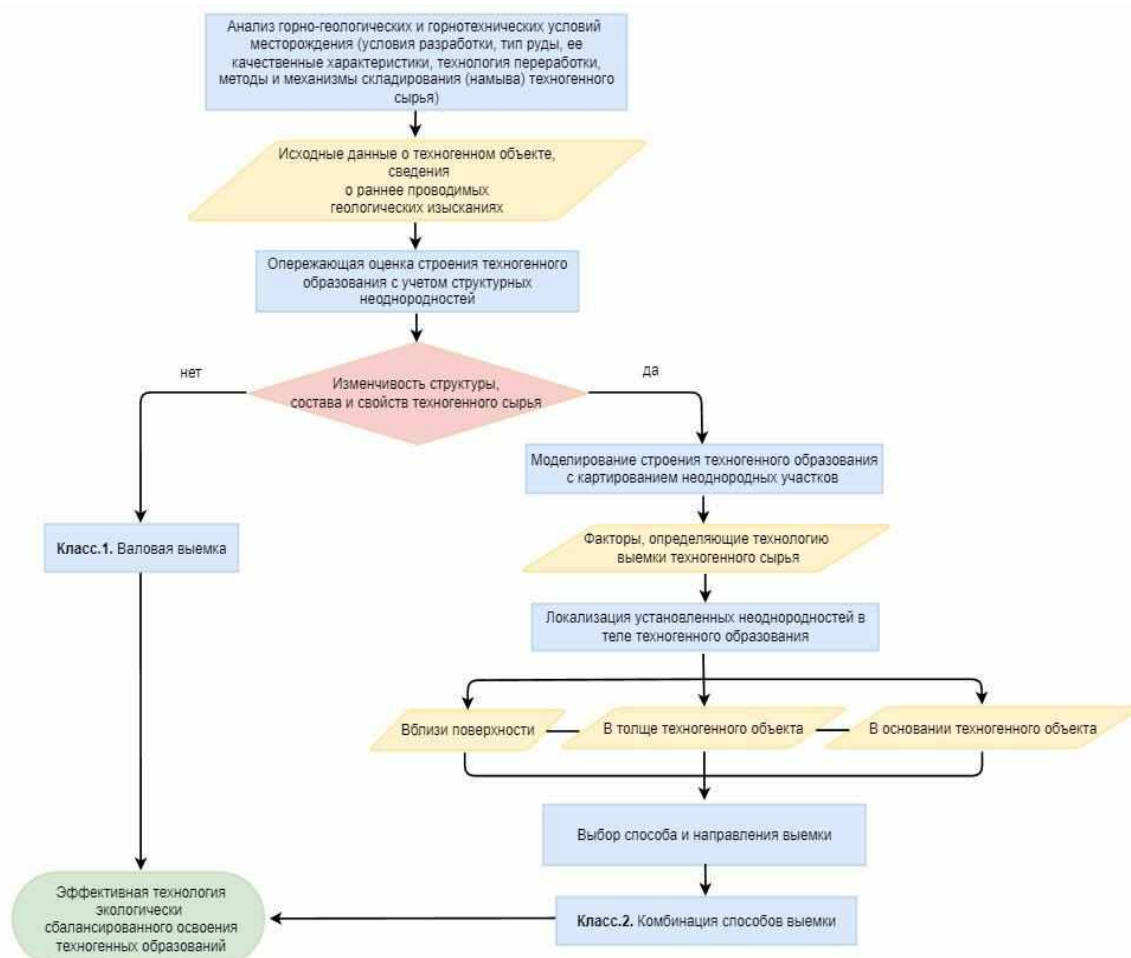 Анализ горно-геологических и горнотехнических условий
месторождения (условия разработки, тип руды, ее
качественные характеристики, технология переработки,
методы и механизмы складирования (намыва) техногенного
сырья)
Исходные данные о техногенном объекте,
сведения
о раннее проводимых
геологических изысканиях
Опережающая оценка строения техногенного
образования с учетом структурных
неоднородностей
нет
да
Изменчивость структуры,
состава и свойств техногенного сырья
Моделирование строения техногенного образования
с картированием неоднородных участков
Класс.1. Валовая выемка
Факторы, определяющие технологию
выемки техногенного сырья
Локализация установленных неоднородностей в
теле техногенного образования
Вблизи поверхности
В толще техногенного объекта
В основании техногенного объекта
Выбор способа и направления выемки
Класс.2. Комбинация способов выемки
Эффективная технология
экологически
сбалансированного освоения
техногенных образований